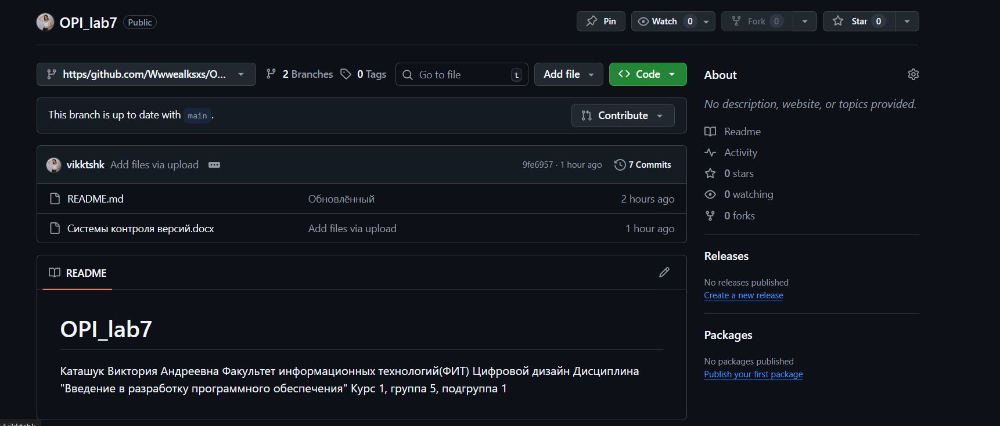 OPI_lab7 Public Pin Watch 0 Fork 0 Star 0
https/github.com/Wwwealksxs/O... 2 Branches 0 Tags Go to file t Add file Code
This branch is up to date with main .
Contribute
vikktshk Add files via upload 9fe6957 · 1 hour ago 7 Commits
README.md Обновлённый 2 hours ago
Системы контроля версий.docx Add files via upload 1 hour ago
README
OPI_lab7
Каташук Виктория Андреевна Факультет информационных технологий(ФИТ) Цифровой дизайн Дисциплина
"Введение в разработку программного обеспечения" Курс 1, группа 5, подгруппа 1
About
No description, website, or topics provided.
Readme
Activity
0 stars
0 watching
0 forks
Releases
No releases published
Create a new release
Packages
No packages published
Publish your first package